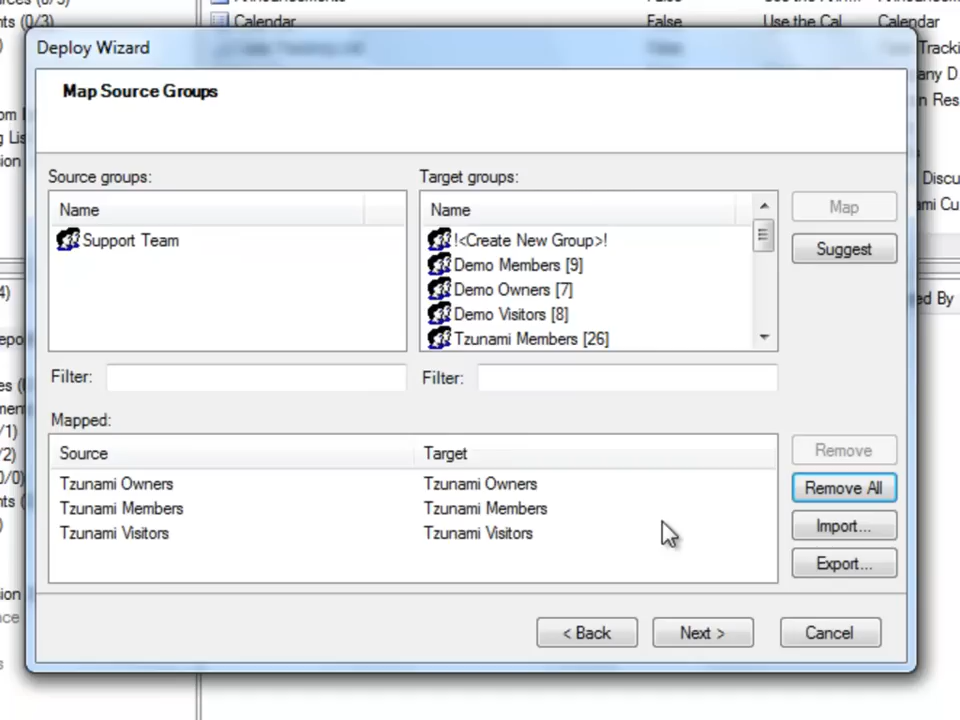 nts (0/3)
Calendar
False
Use the Cal
Calendar
Deploy Wizard
Map Source Groups
Source groups:
Target groups:
Name
Name
Map
Support Team
!<Create New Group>!
Suggest
Demo Members [9]
Demo Owners [7]
Demo Visitors [8]
Tzunami Members [26]
Filter:
Filter:
Mapped:
Source
Target
Remove
Tzunami Owners
Tzunami Owners
Remove All
Tzunami Members
Tzunami Members
Import...
Tzunami Visitors
Tzunami Visitors
Export...
< Back
Next >
Cancel